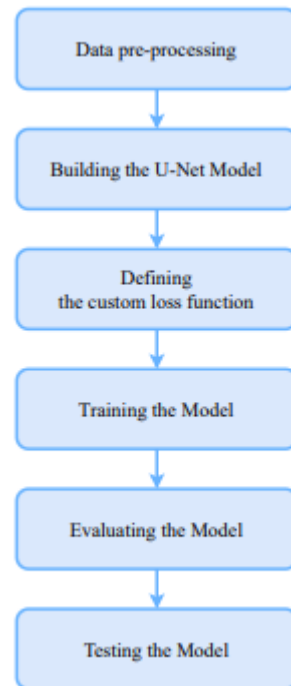 Data pre-processing
Building the U-Net Model
Defining
the custom loss function
Training the Model
Evaluating the Model
Testing the Model